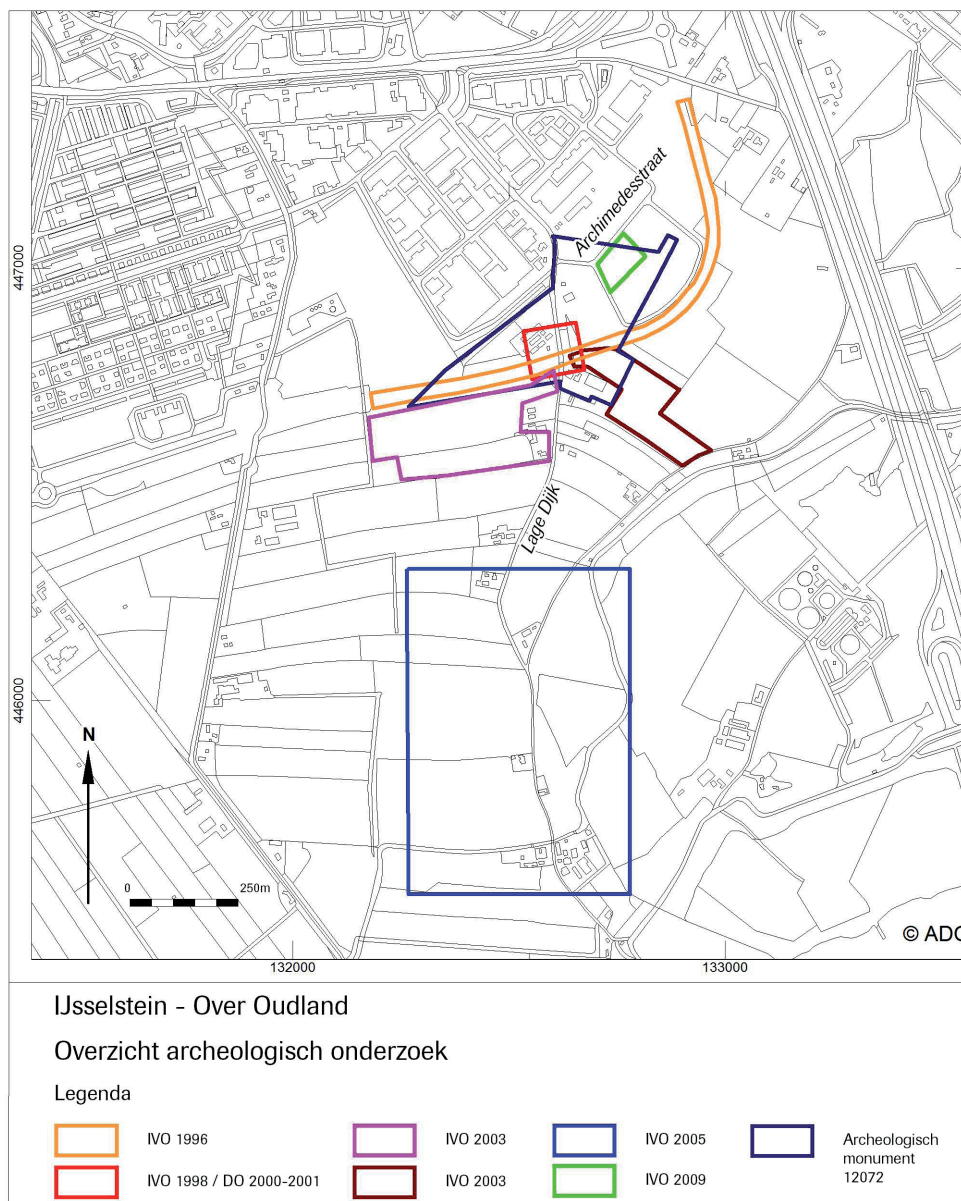 Archimedesstraat
447000
Lage Dijk
446000
N
0 250m
© ADC
132000 133000
IJsselstein - Over Oudland
Overzicht archeologisch onderzoek
Legenda
IVO 1996 IVO 2003 IVO 2005 Archeologisch
monument
12072
IVO 1998 / DO 2000-2001 IVO 2003 IVO 2009